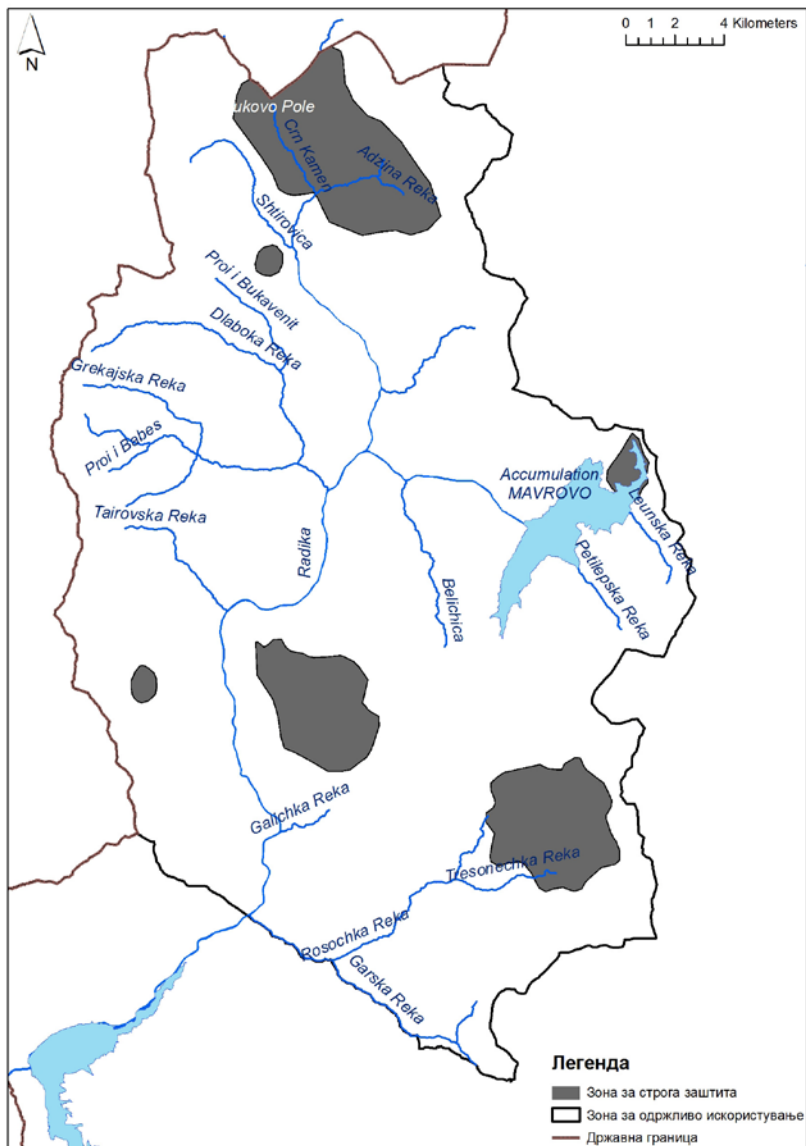 0 2 4 Kilometers
N
ukovo Pole
Crn Kamen
Adzina Reka
Shtirovica
Proi i Bukavenit
Dlaboka Reka
Grekajska Reka
Proi i Babes
Accumulation
MAVROVO
Leunska Reka
Tairovska Reka
Radika
Belichica
Petilepska Reka
Galichka Reka
Tresonechka Reka
Rosochka Reka
Garska Reka
Легенда
Зона за строга заштита
Зона за одржливо искористување
Државна граница